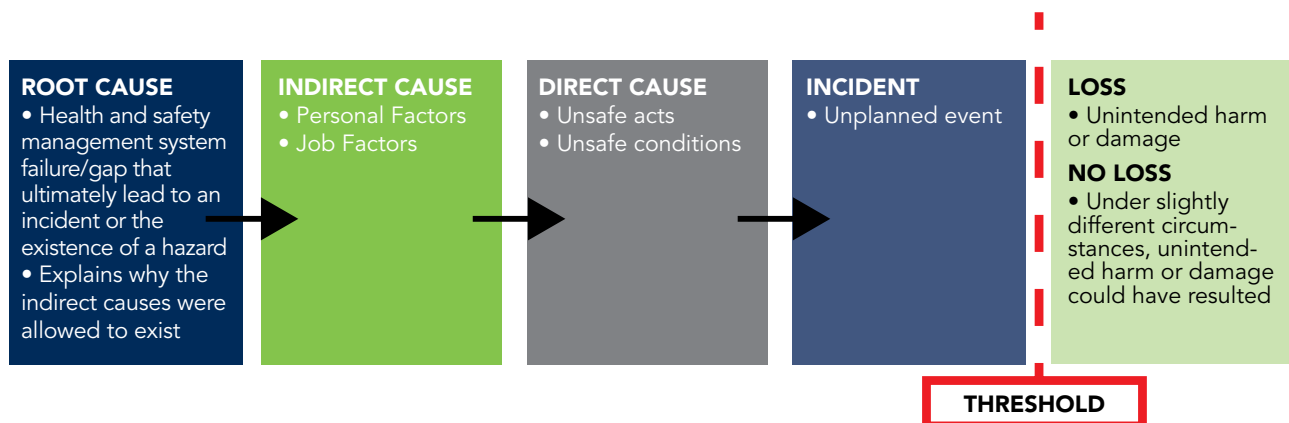 ROOT CAUSE
• Health and safety
management system
failure/gap that
ultimately lead to an
incident or the
existence of a hazard
• Explains why the
indirect causes were
allowed to exist
INDIRECT CAUSE
• Personal Factors
• Job Factors
DIRECT CAUSE
• Unsafe acts
• Unsafe conditions
INCIDENT
• Unplanned event
LOSS
• Unintended harm
or damage
NO LOSS
• Under slightly
different circum-
stances, unintend-
ed harm or damage
could have resulted
THRESHOLD